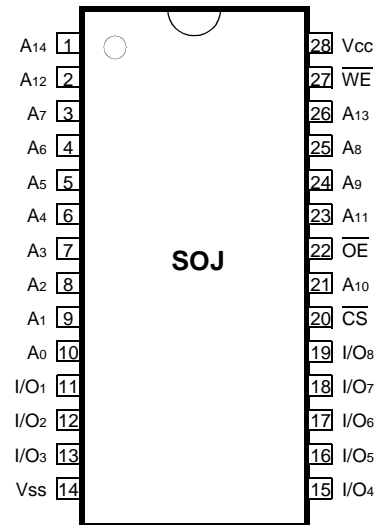 A14 1 28 Vcc
A12 2 27 WE
A7 3 26 A13
A6 4 25 A8
A5 5 24 A9
A4 6 23 A11
A3 7 22 OE
SOJ
A2 8 21 A10
A1 9 20 CS
A0 10 19 I/O8
I/O1 11 18 I/O7
I/O2 12 17 I/O6
I/O3 13 16 I/O5
Vss 14 15 I/O4